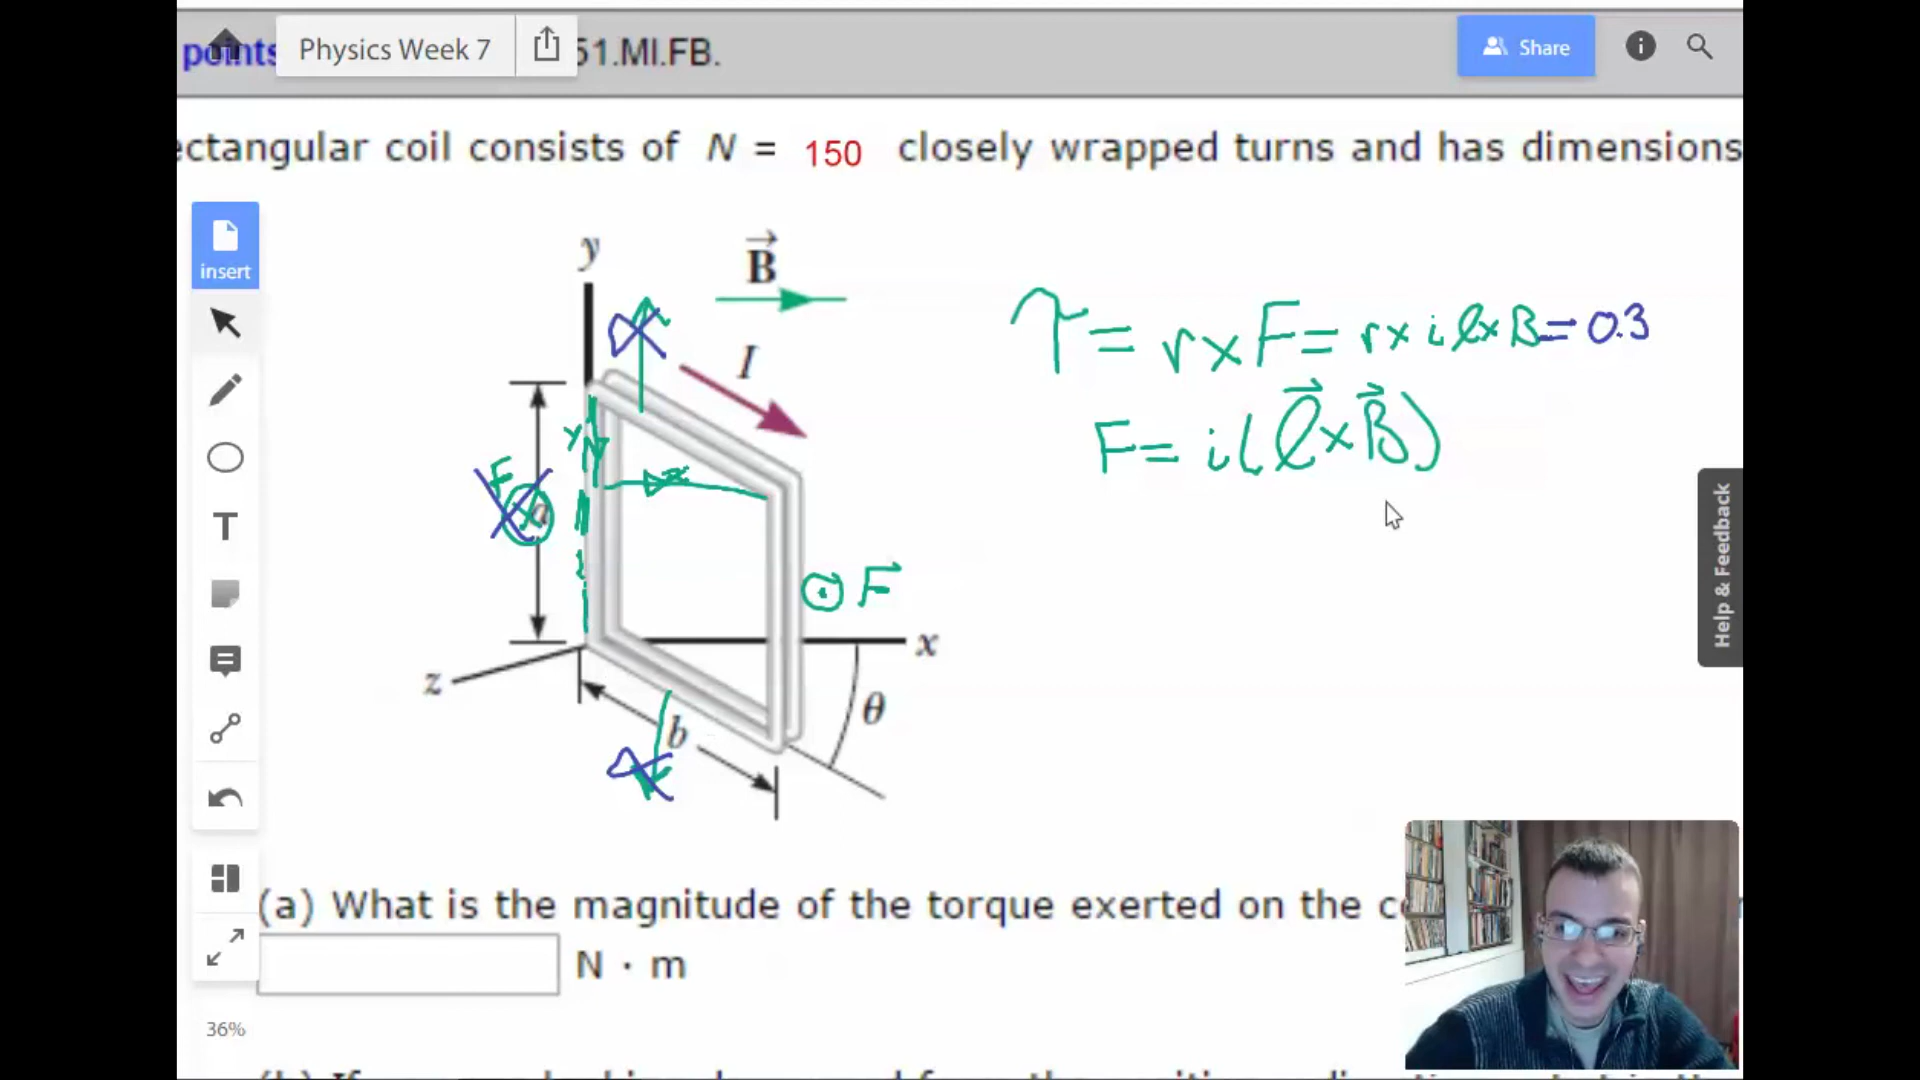 points
Physics Week 7
51.MI.FB.
Share
ectangular coil consists of N = 150 closely wrapped turns and has dimensions
insert
y
B
I
τ = r x F = r x i l x B = 0.3
F = i( l x B )
F
a
F
x
z
b
θ
T
Help & Feedback
(a) What is the magnitude of the torque exerted on the
N · m
36%